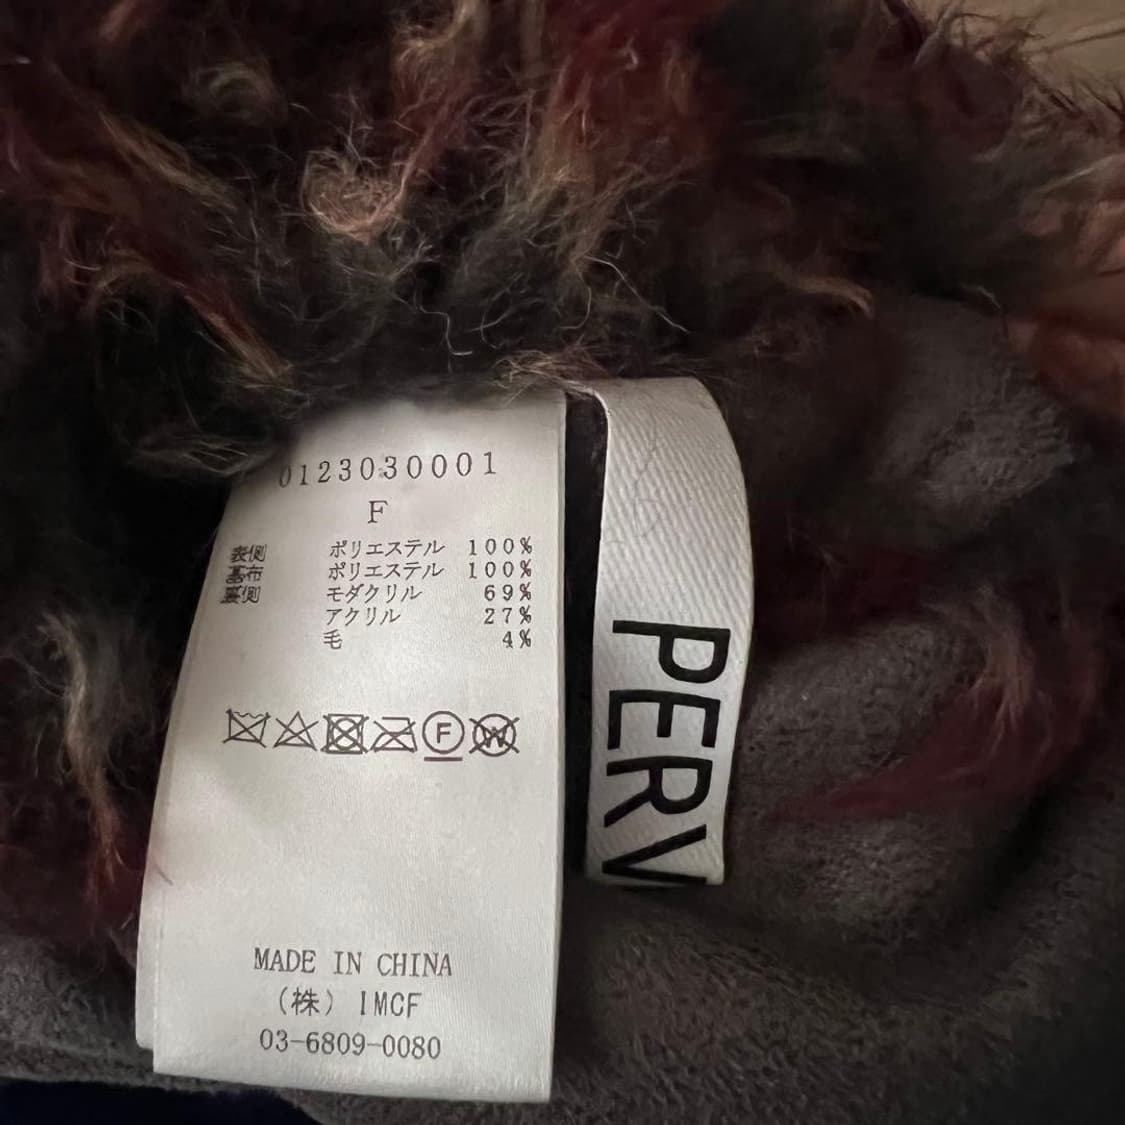 0123030001
F
表側 ポリエステル 100%
基布 ポリエステル 100%
裏側 モダクリル 69%
アクリル 27%
毛 4%
F
W
MADE IN CHINA
(株) IMCF
03-6809-0080
PERV